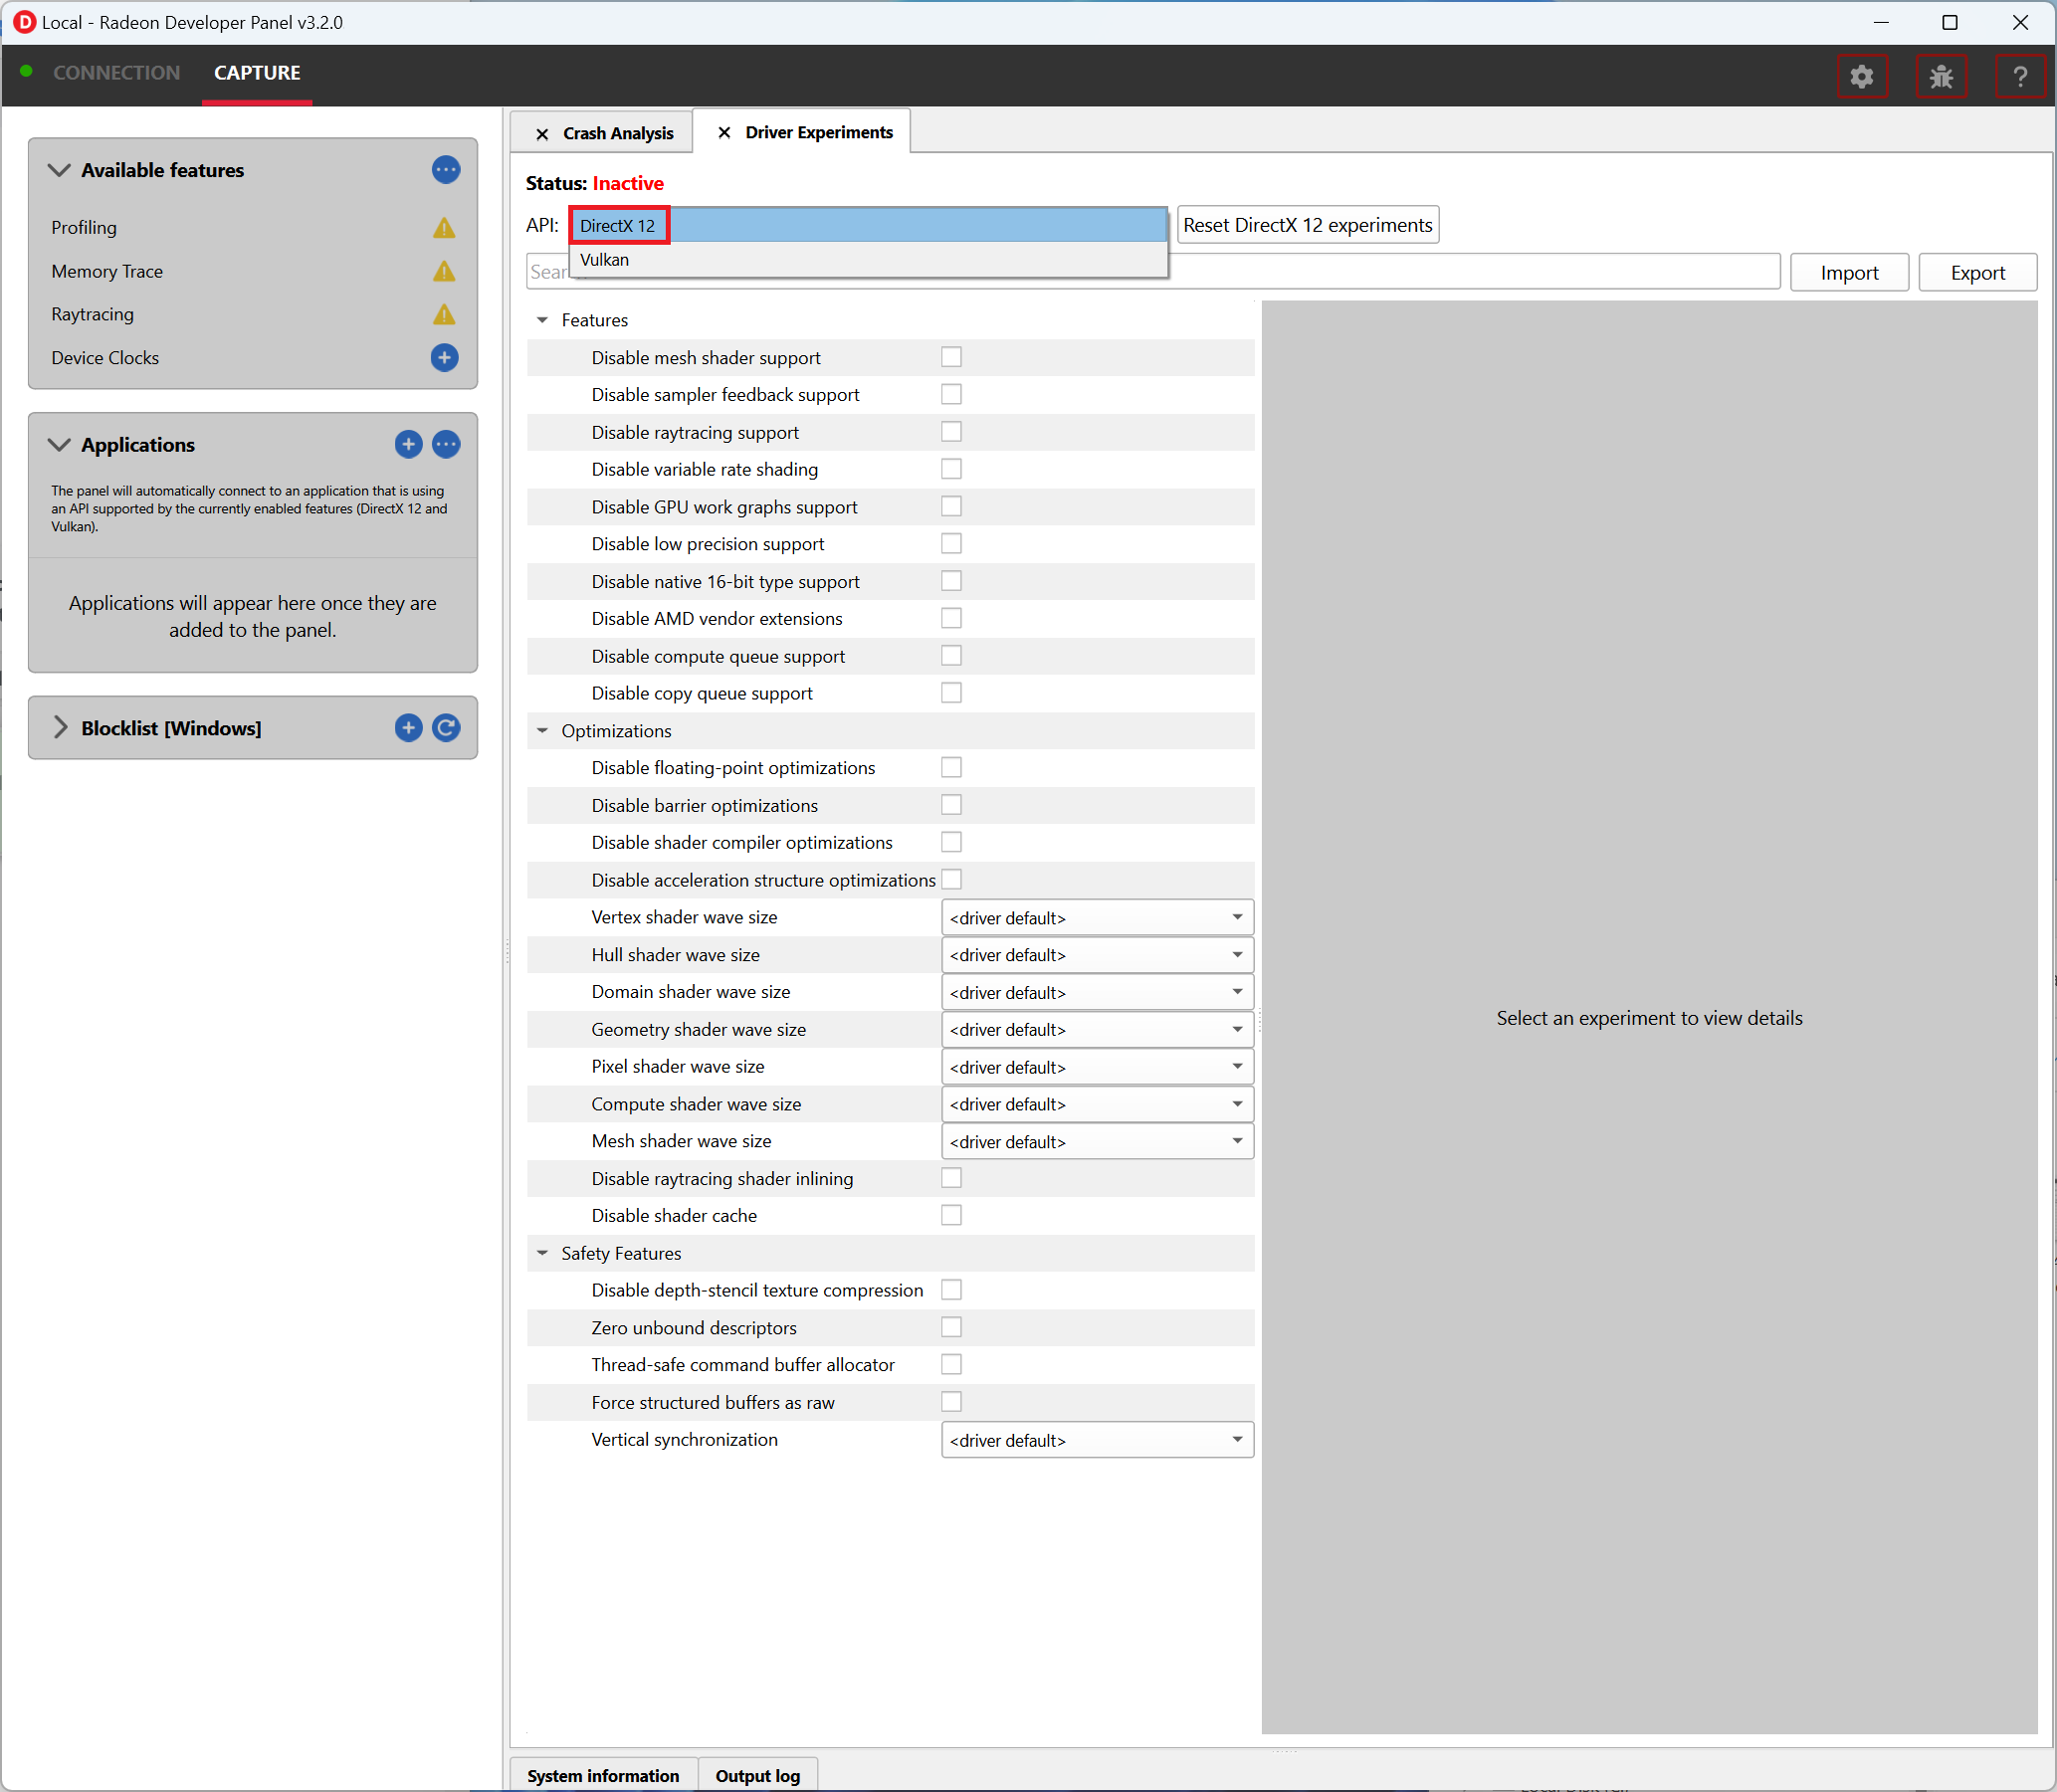 Local - Radeon Developer Panel v3.2.0
CONNECTION
CAPTURE
?
Available features
Profiling
Memory Trace
Raytracing
Device Clocks
Applications
The panel will automatically connect to an application that is using
an API supported by the currently enabled features (DirectX 12 and
Vulkan).
Applications will appear here once they are
added to the panel.
Blocklist [Windows]
Crash Analysis
Driver Experiments
Status: Inactive
API:
DirectX 12
Vulkan
Reset DirectX 12 experiments
Import
Export
Features
Disable mesh shader support
Disable sampler feedback support
Disable raytracing support
Disable variable rate shading
Disable GPU work graphs support
Disable low precision support
Disable native 16-bit type support
Disable AMD vendor extensions
Disable compute queue support
Disable copy queue support
Optimizations
Disable floating-point optimizations
Disable barrier optimizations
Disable shader compiler optimizations
Disable acceleration structure optimizations
Vertex shader wave size <driver default>
Hull shader wave size <driver default>
Domain shader wave size <driver default>
Geometry shader wave size <driver default>
Pixel shader wave size <driver default>
Compute shader wave size <driver default>
Mesh shader wave size <driver default>
Disable raytracing shader inlining
Disable shader cache
Safety Features
Disable depth-stencil texture compression
Zero unbound descriptors
Thread-safe command buffer allocator
Force structured buffers as raw
Vertical synchronization <driver default>
Select an experiment to view details
System information
Output log